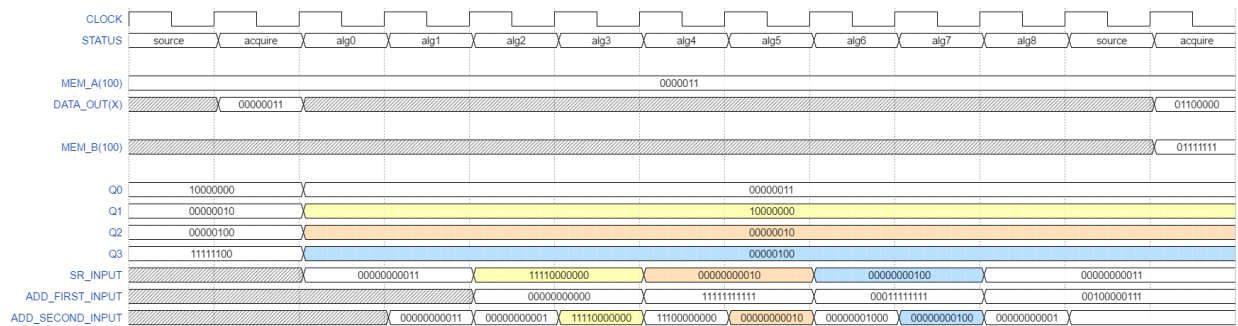 CLOCK
STATUS source acquire alg0 alg1 alg2 alg3 alg4 alg5 alg6 alg7 alg8 source acquire
MEM_A(100) 0000011
DATA_OUT(X) 00000011 01100000
MEM_B(100) 01111111
Q0 10000000 00000011
Q1 00000010 10000000
Q2 00000100 00000010
Q3 11111100 00000100
SR_INPUT 00000000011 11110000000 00000000010 00000000100 00000000011
ADD_FIRST_INPUT 00000000000 11111111111 00011111111 00100000111
ADD_SECOND_INPUT 00000000011 00000000001 11110000000 11100000000 00000000010 00000001000 00000000100 00000000001